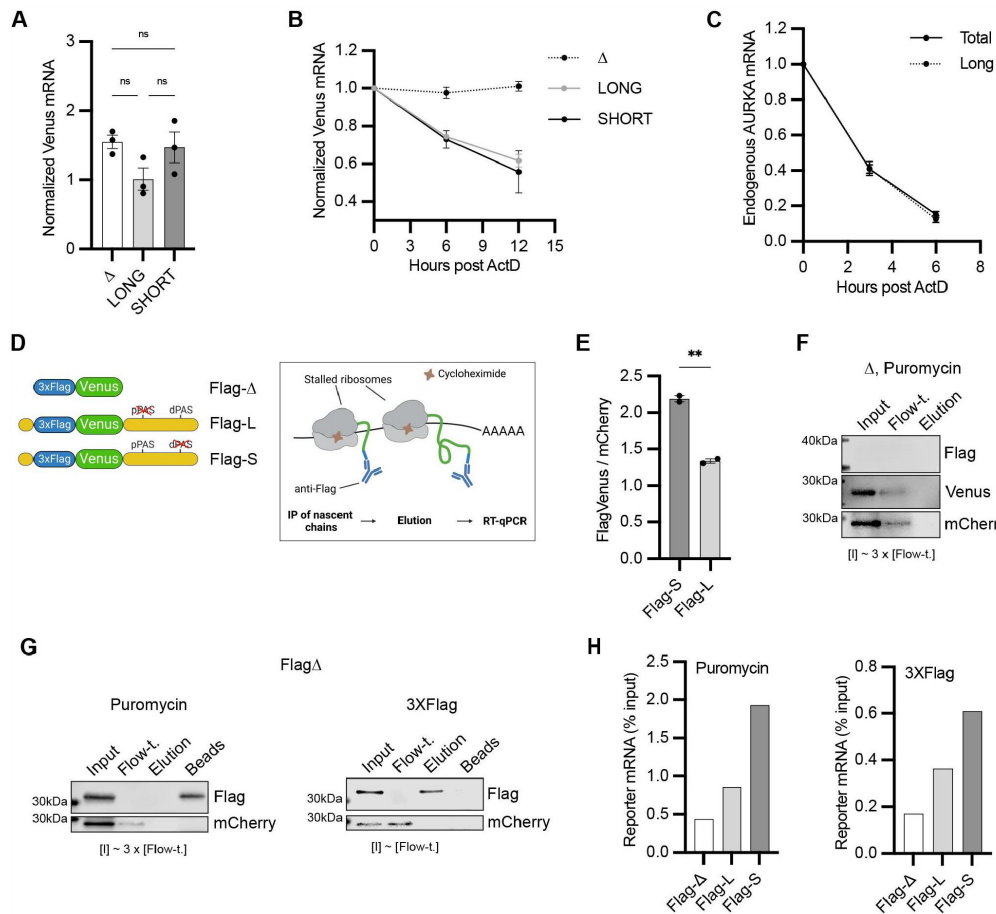 A
Normalized Venus mRNA
3
2
1
0
ns
ns
ns
Δ
LONG
SHORT
B
Normalized Venus mRNA
1.2
1.0
0.8
0.6
0.4
0
3
6
9
12
15
Hours post ActD
Δ
LONG
SHORT
C
Endogenous AURKA mRNA
1.2
1.0
0.8
0.6
0.4
0.2
0.0
0
2
4
6
8
Hours post ActD
Total
Long
D
3xFlag Venus Flag-Δ
pPAS dPAS
3xFlag Venus Flag-L
pPAS dPAS
3xFlag Venus Flag-S
Stalled ribosomes
Cycloheximide
AAAAA
anti-Flag
IP of nascent chains
Elution
RT-qPCR
E
FlagVenus / mCherry
2.5
2.0
1.5
1.0
0.5
0.0
**
Flag-S
Flag-L
F
Δ, Puromycin
Input Flow-t. Elution
40kDa Flag
30kDa Venus
30kDa mCherr
[I] ~ 3 x [Flow-t.]
G
FlagΔ
Puromycin
Input Flow-t. Elution Beads
30kDa Flag
30kDa mCherry
[I] ~ 3 x [Flow-t.]
3XFlag
Input Flow-t. Elution Beads
30kDa Flag
30kDa mCherry
[I] ~ [Flow-t.]
H
Reporter mRNA (% input)
2.5
2.0
1.5
1.0
0.5
0.0
Puromycin
Flag-Δ
Flag-L
Flag-S
Reporter mRNA (% input)
0.8
0.6
0.4
0.2
0.0
3XFlag
Flag-Δ
Flag-L
Flag-S